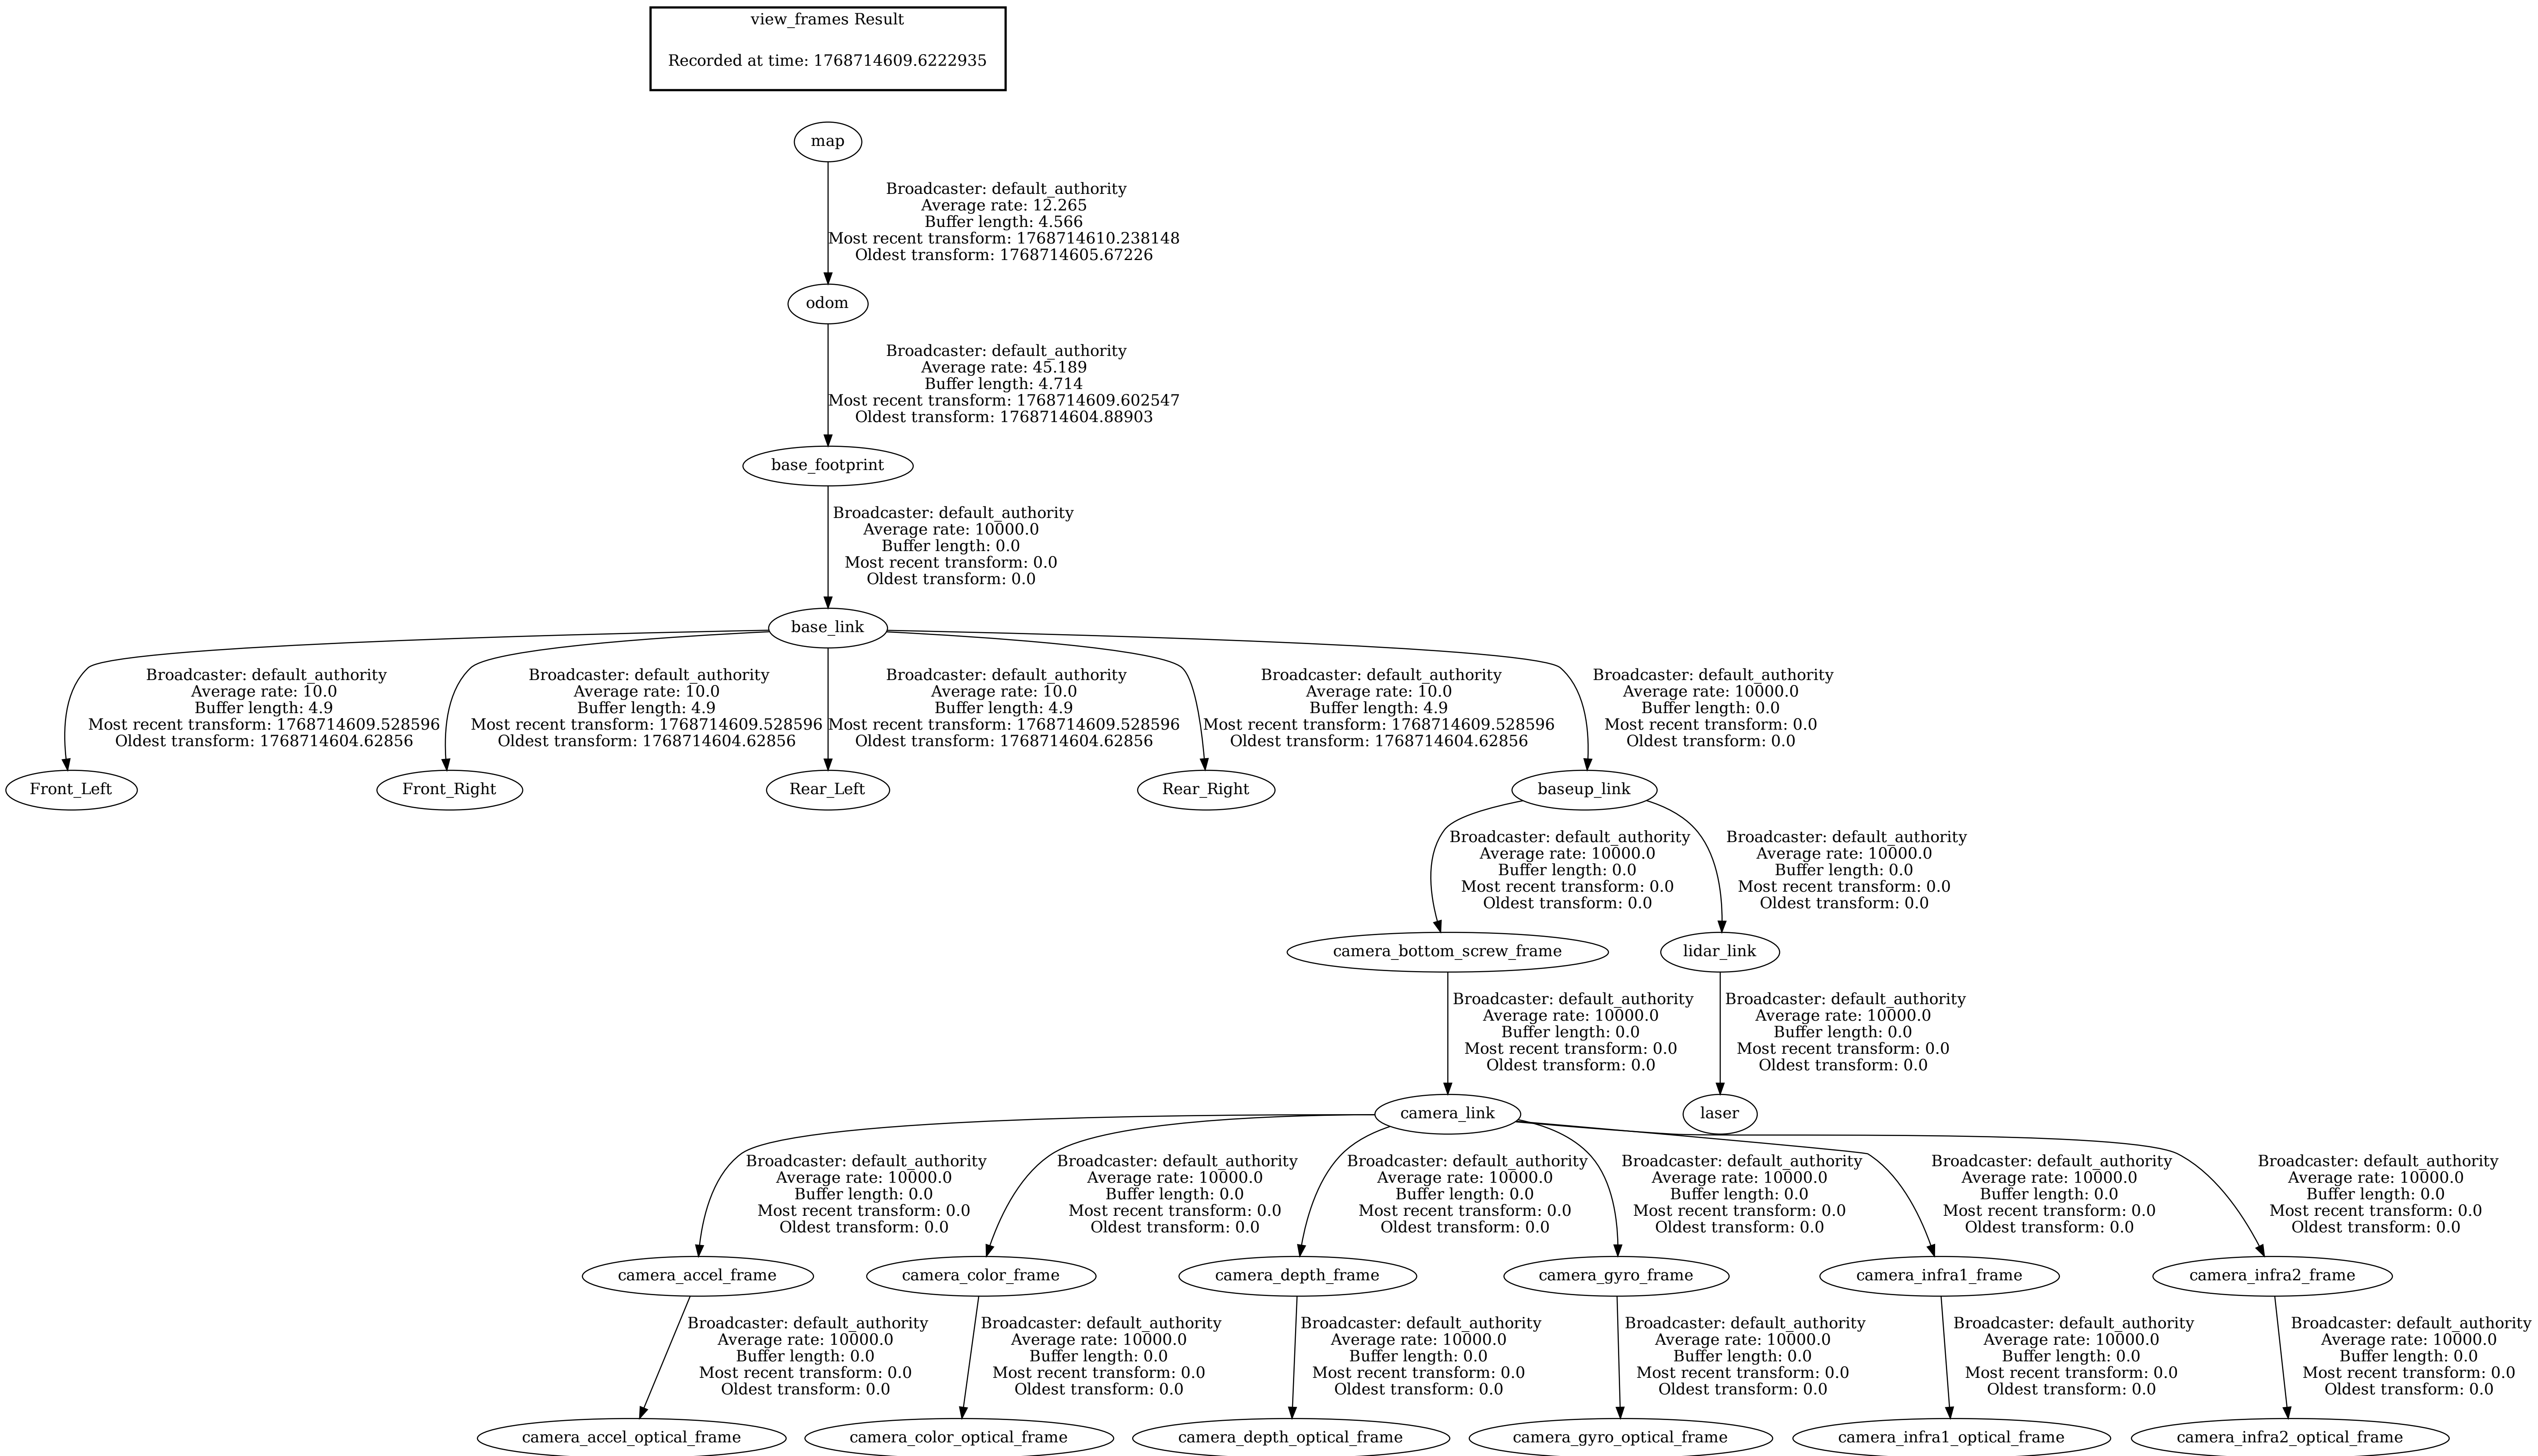 view_frames Result
Recorded at time: 1768714609.6222935
map
Broadcaster: default_authority
Average rate: 12.265
Buffer length: 4.566
Most recent transform: 1768714610.238148
Oldest transform: 1768714605.67226
odom
Broadcaster: default_authority
Average rate: 45.189
Buffer length: 4.714
Most recent transform: 1768714609.602547
Oldest transform: 1768714604.88903
base_footprint
Broadcaster: default_authority
Average rate: 10000.0
Buffer length: 0.0
Most recent transform: 0.0
Oldest transform: 0.0
base_link
Broadcaster: default_authority
Average rate: 10.0
Buffer length: 4.9
Most recent transform: 1768714609.528596
Oldest transform: 1768714604.62856
Broadcaster: default_authority
Average rate: 10.0
Buffer length: 4.9
Most recent transform: 1768714609.528596
Oldest transform: 1768714604.62856
Broadcaster: default_authority
Average rate: 10.0
Buffer length: 4.9
Most recent transform: 1768714609.528596
Oldest transform: 1768714604.62856
Broadcaster: default_authority
Average rate: 10.0
Buffer length: 4.9
Most recent transform: 1768714609.528596
Oldest transform: 1768714604.62856
Broadcaster: default_authority
Average rate: 10000.0
Buffer length: 0.0
Most recent transform: 0.0
Oldest transform: 0.0
Front_Left
Front_Right
Rear_Left
Rear_Right
baseup_link
Broadcaster: default_authority
Average rate: 10000.0
Buffer length: 0.0
Most recent transform: 0.0
Oldest transform: 0.0
Broadcaster: default_authority
Average rate: 10000.0
Buffer length: 0.0
Most recent transform: 0.0
Oldest transform: 0.0
camera_bottom_screw_frame
lidar_link
Broadcaster: default_authority
Average rate: 10000.0
Buffer length: 0.0
Most recent transform: 0.0
Oldest transform: 0.0
Broadcaster: default_authority
Average rate: 10000.0
Buffer length: 0.0
Most recent transform: 0.0
Oldest transform: 0.0
camera_link
laser
Broadcaster: default_authority
Average rate: 10000.0
Buffer length: 0.0
Most recent transform: 0.0
Oldest transform: 0.0
Broadcaster: default_authority
Average rate: 10000.0
Buffer length: 0.0
Most recent transform: 0.0
Oldest transform: 0.0
Broadcaster: default_authority
Average rate: 10000.0
Buffer length: 0.0
Most recent transform: 0.0
Oldest transform: 0.0
Broadcaster: default_authority
Average rate: 10000.0
Buffer length: 0.0
Most recent transform: 0.0
Oldest transform: 0.0
Broadcaster: default_authority
Average rate: 10000.0
Buffer length: 0.0
Most recent transform: 0.0
Oldest transform: 0.0
Broadcaster: default_authority
Average rate: 10000.0
Buffer length: 0.0
Most recent transform: 0.0
Oldest transform: 0.0
camera_accel_frame
camera_color_frame
camera_depth_frame
camera_gyro_frame
camera_infra1_frame
camera_infra2_frame
Broadcaster: default_authority
Average rate: 10000.0
Buffer length: 0.0
Most recent transform: 0.0
Oldest transform: 0.0
Broadcaster: default_authority
Average rate: 10000.0
Buffer length: 0.0
Most recent transform: 0.0
Oldest transform: 0.0
Broadcaster: default_authority
Average rate: 10000.0
Buffer length: 0.0
Most recent transform: 0.0
Oldest transform: 0.0
Broadcaster: default_authority
Average rate: 10000.0
Buffer length: 0.0
Most recent transform: 0.0
Oldest transform: 0.0
Broadcaster: default_authority
Average rate: 10000.0
Buffer length: 0.0
Most recent transform: 0.0
Oldest transform: 0.0
Broadcaster: default_authority
Average rate: 10000.0
Buffer length: 0.0
Most recent transform: 0.0
Oldest transform: 0.0
camera_accel_optical_frame
camera_color_optical_frame
camera_depth_optical_frame
camera_gyro_optical_frame
camera_infra1_optical_frame
camera_infra2_optical_frame